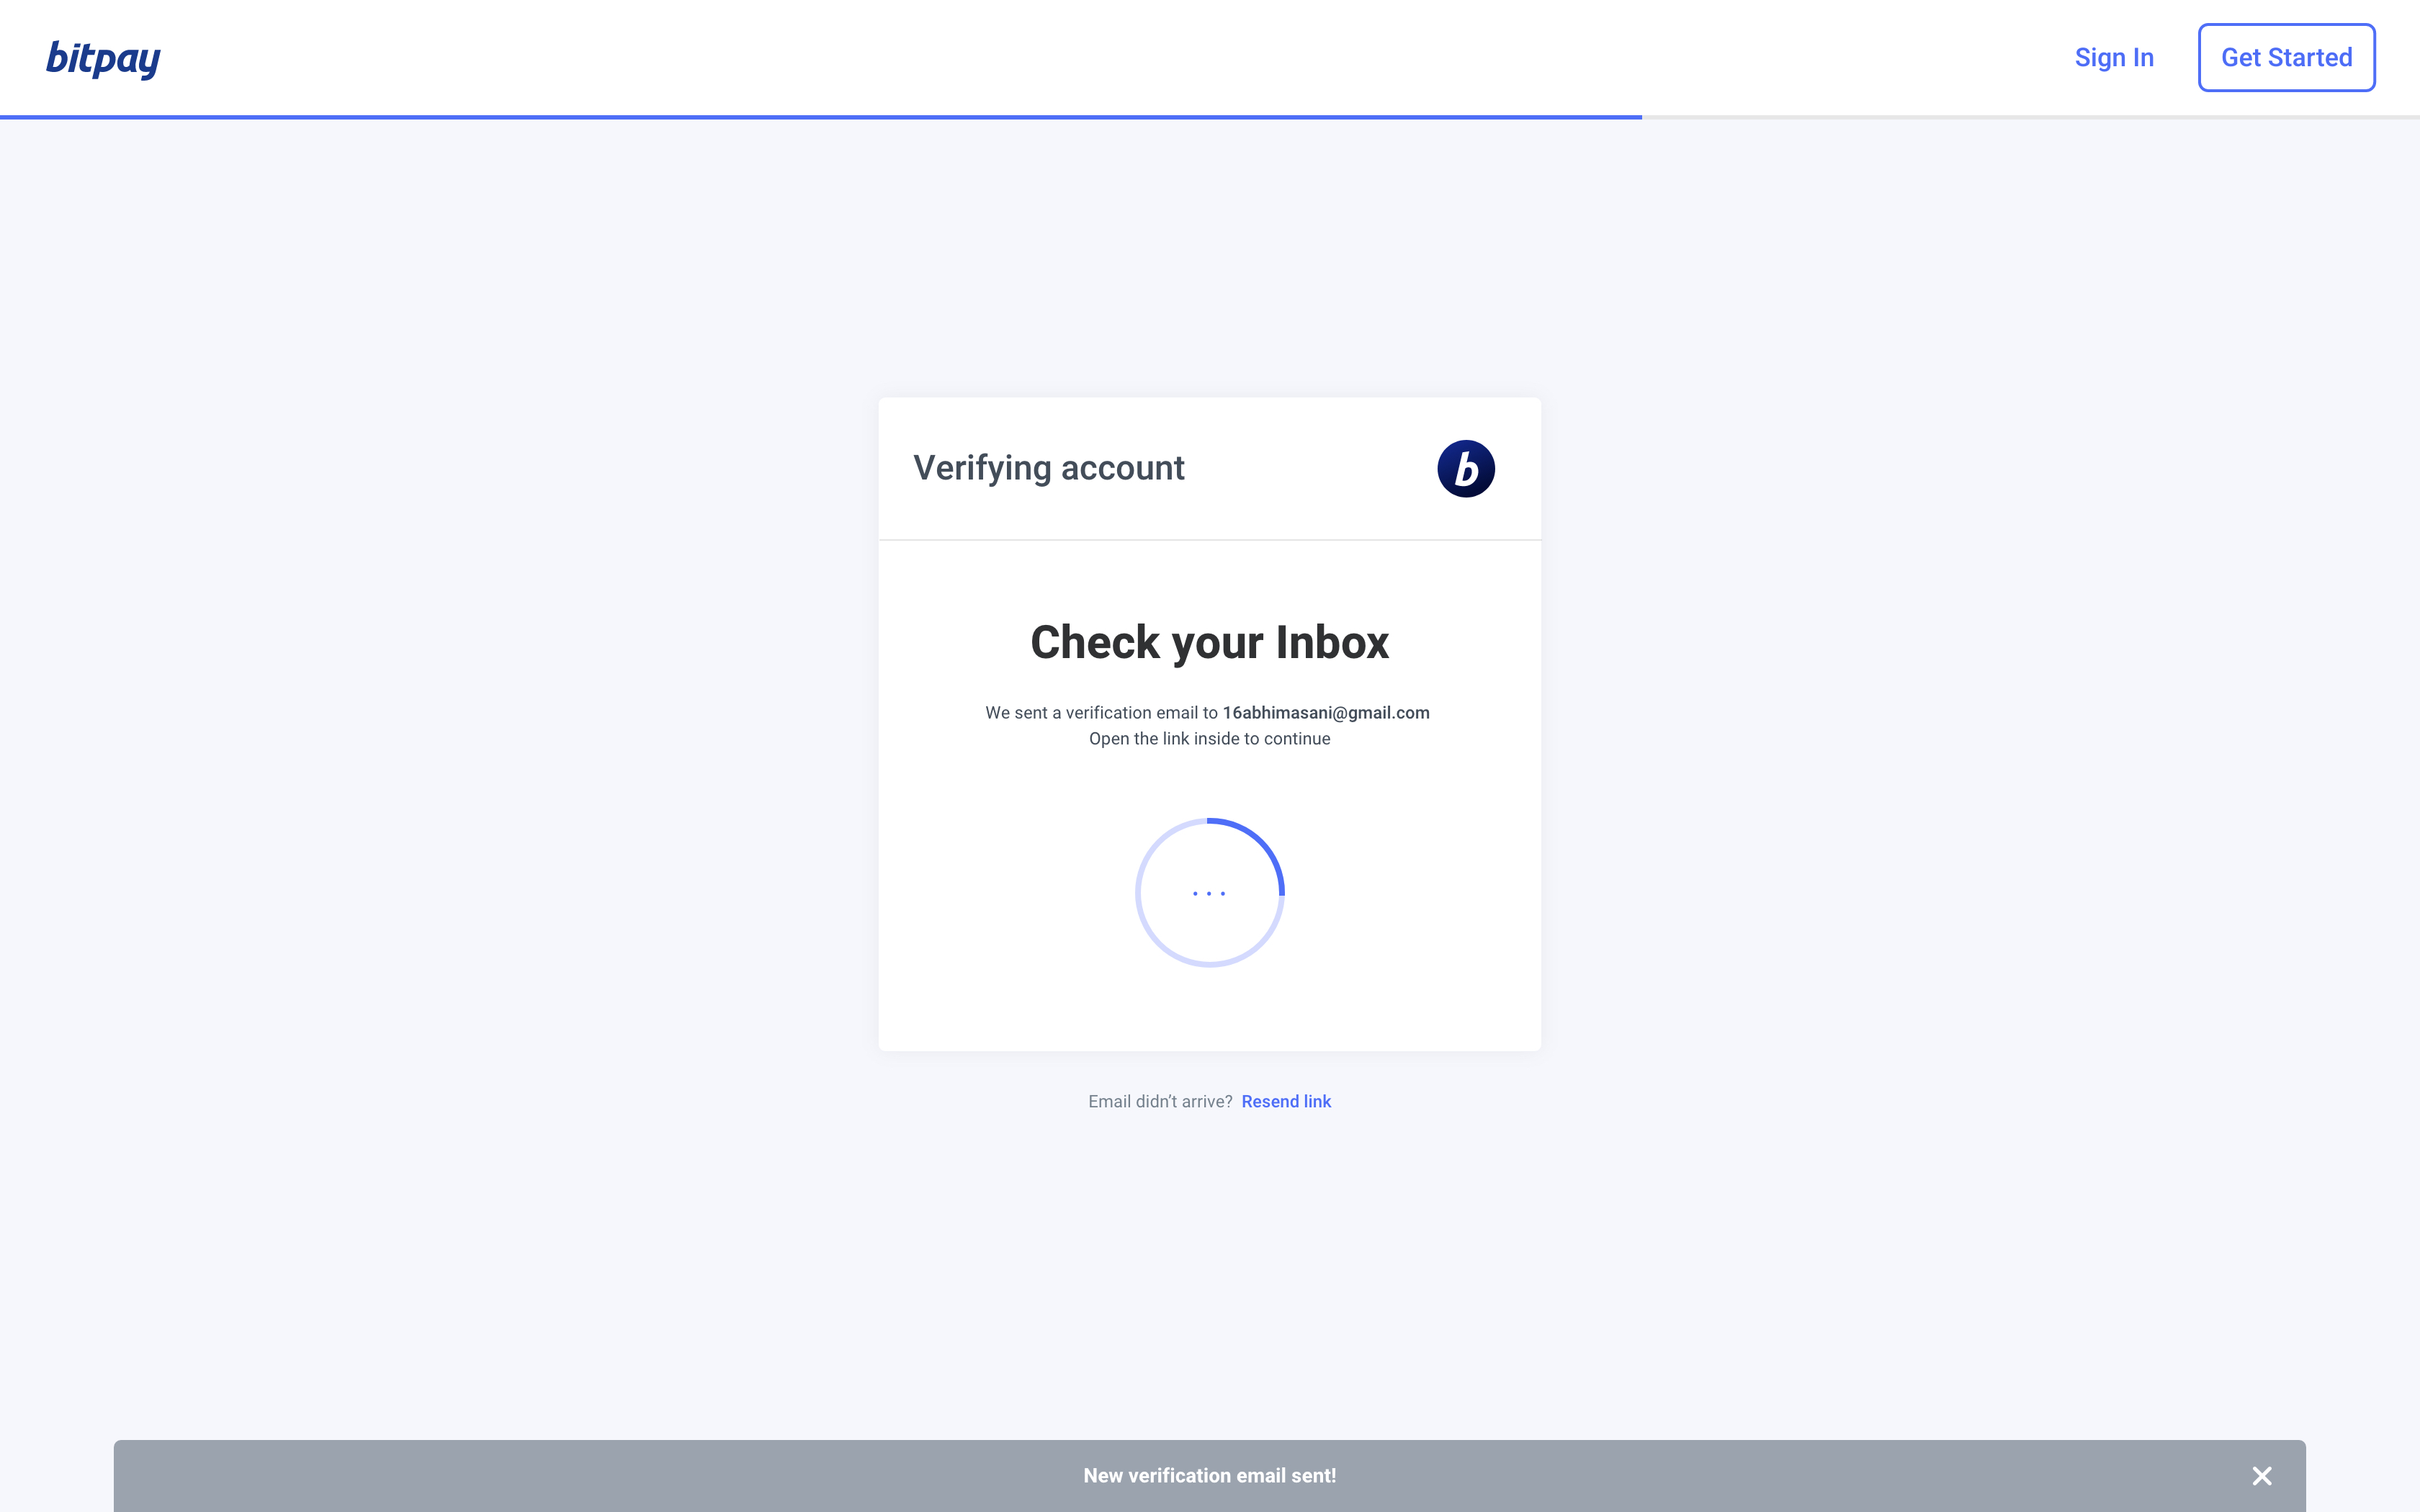 bitpay
Sign In
Get Started
Verifying account
b
Check your Inbox
We sent a verification email to 16abhimasani@gmail.com
Open the link inside to continue
Email didn’t arrive? Resend link
New verification email sent!